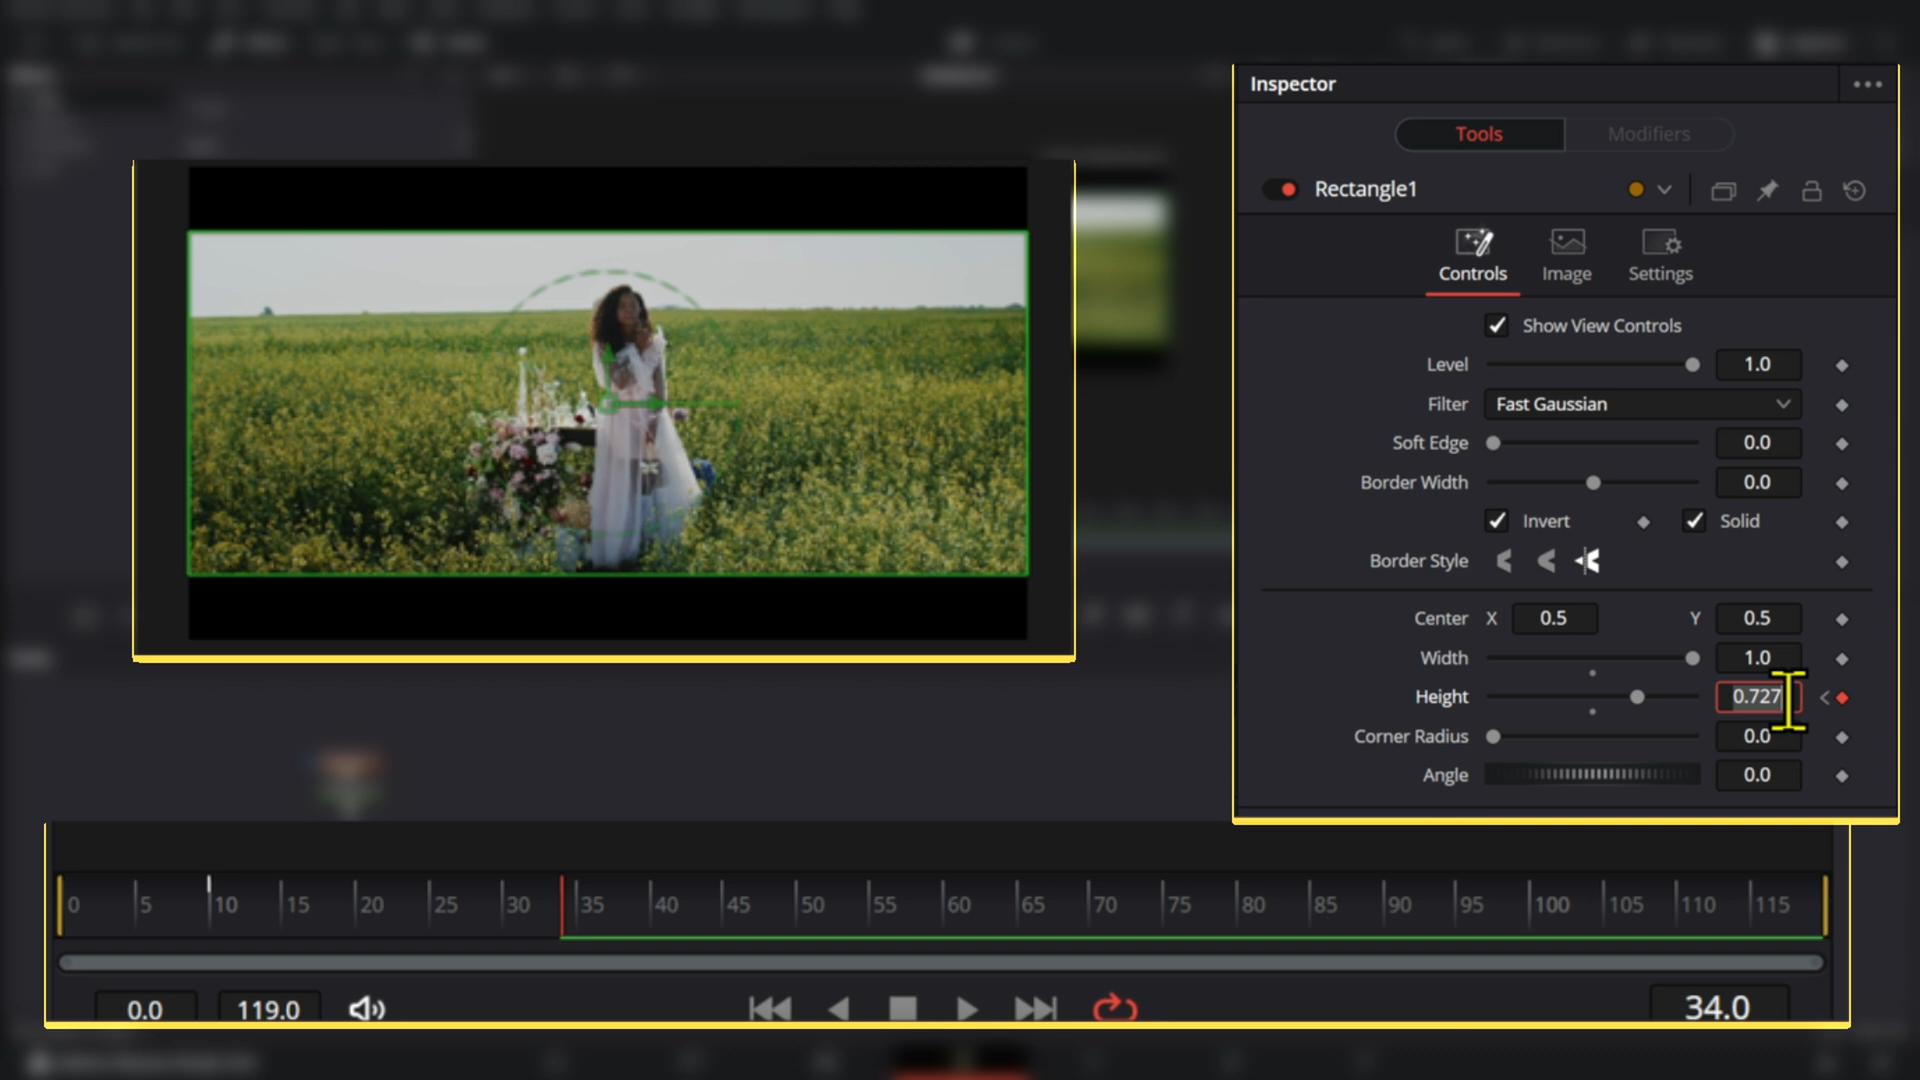 Inspector
Tools Modifiers
Rectangle1
Controls Image Settings
Show View Controls
Level 1.0
Filter Fast Gaussian
Soft Edge 0.0
Border Width 0.0
Invert Solid
Border Style
Center X 0.5 Y 0.5
Width 1.0
Height 0.727
Corner Radius 0.0
Angle 0.0
0 5 10 15 20 25 30 35 40 45 50 55 60 65 70 75 80 85 90 95 100 105 110 115
0.0 119.0 34.0